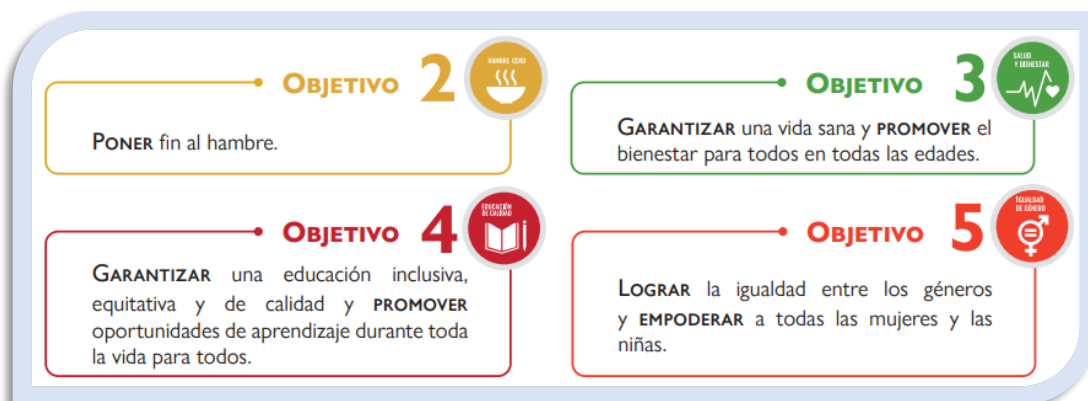 OBJETIVO 2
HAMBRE CERO
PONER fin al hambre.
OBJETIVO 3
SALUD
Y BIENESTAR
GARANTIZAR una vida sana y PROMOVER el
bienestar para todos en todas las edades.
OBJETIVO 4
EDUCACIÓN
DE CALIDAD
GARANTIZAR una educación inclusiva,
equitativa y de calidad y PROMOVER
oportunidades de aprendizaje durante toda
la vida para todos.
OBJETIVO 5
IGUALDAD
DE GÉNERO
LOGRAR la igualdad entre los géneros
y EMPODERAR a todas las mujeres y las
niñas.